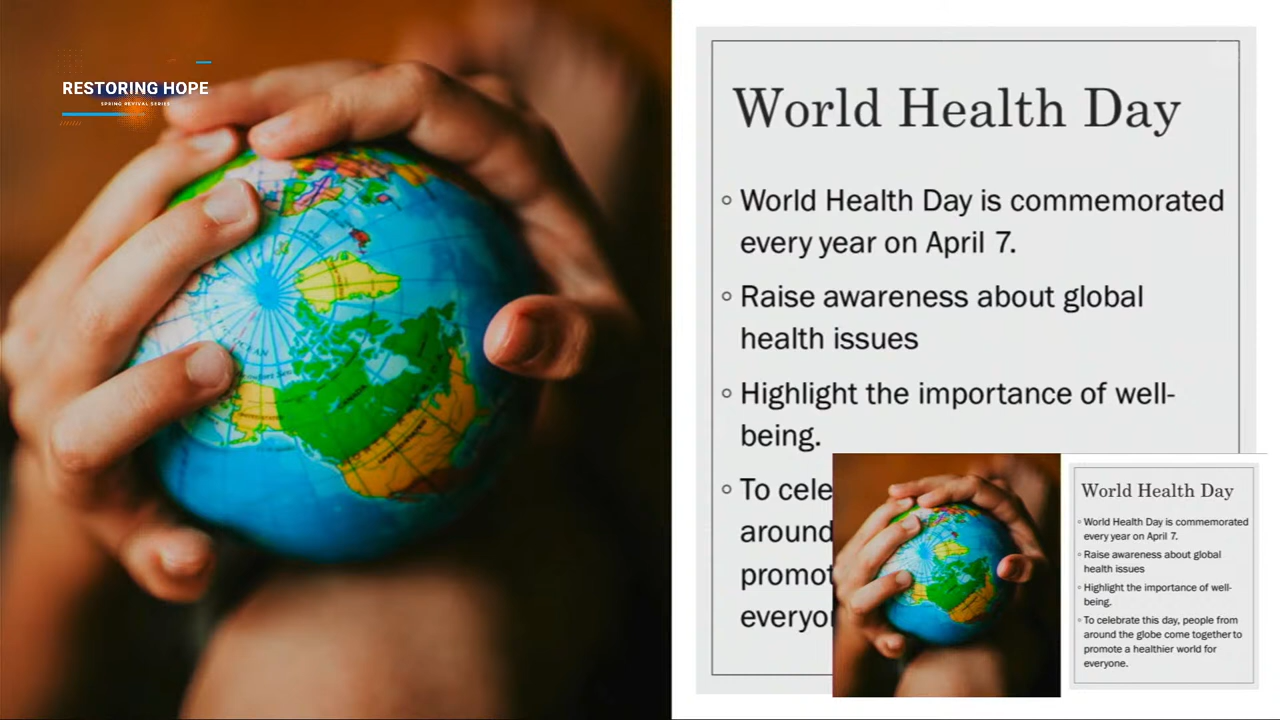 RESTORING HOPE
SPRING REVIVAL SERIES
World Health Day
◦ World Health Day is commemorated
every year on April 7.
◦ Raise awareness about global
health issues
◦ Highlight the importance of well-
being.
◦ To cele
around
promot
everyo
World Health Day
◦ World Health Day is commemorated
every year on April 7.
◦ Raise awareness about global
health issues
◦ Highlight the importance of well-
being.
◦ To celebrate this day, people from
around the globe come together to
promote a healthier world for
everyone.